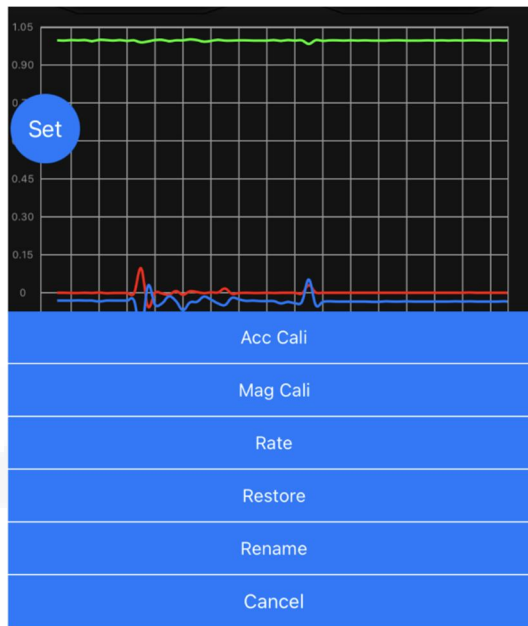 1.05
0.90
Set
0.45
0.30
0.15
0
Acc Cali
Mag Cali
Rate
Restore
Rename
Cancel